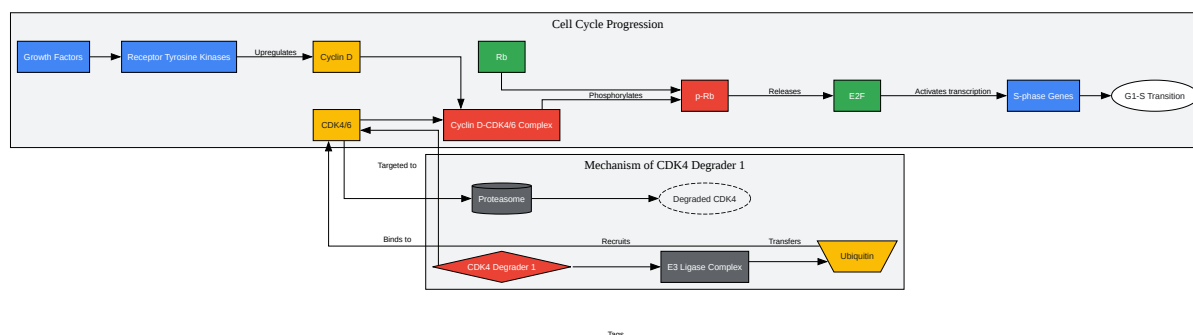 Cell Cycle Progression
Growth Factors
Receptor Tyrosine Kinases
Upregulates
Cyclin D
Rb
Phosphorylates
p-Rb
Releases
E2F
Activates transcription
S-phase Genes
G1-S Transition
CDK4/6
Cyclin D-CDK4/6 Complex
Targeted to
Mechanism of CDK4 Degrader 1
Proteasome
Degraded CDK4
Binds to
Recruits
Transfers
CDK4 Degrader 1
E3 Ligase Complex
Ubiquitin
Tags